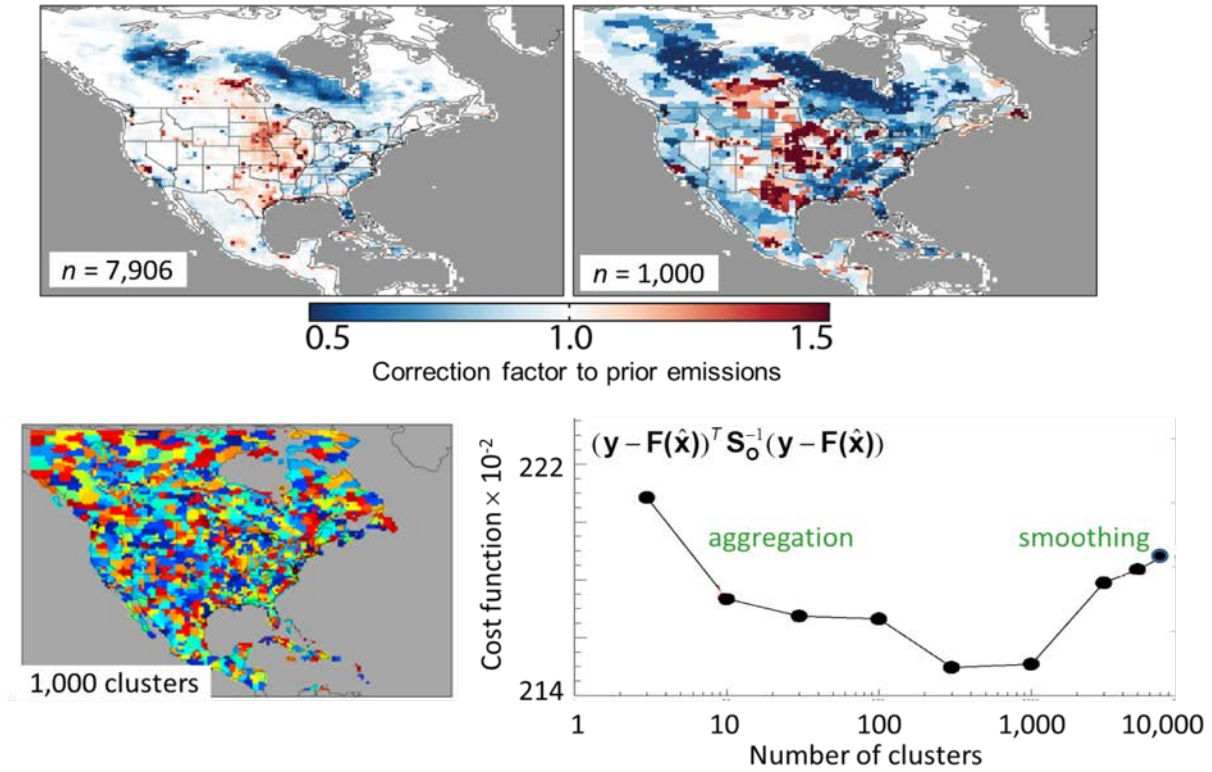 n = 7,906
n = 1,000
0.5 1.0 1.5
Correction factor to prior emissions
1,000 clusters
(y − F(x̂))ᵀ S_O⁻¹ (y − F(x̂))
222
aggregation
smoothing
Cost function × 10⁻²
214
1 10 100 1,000 10,000
Number of clusters